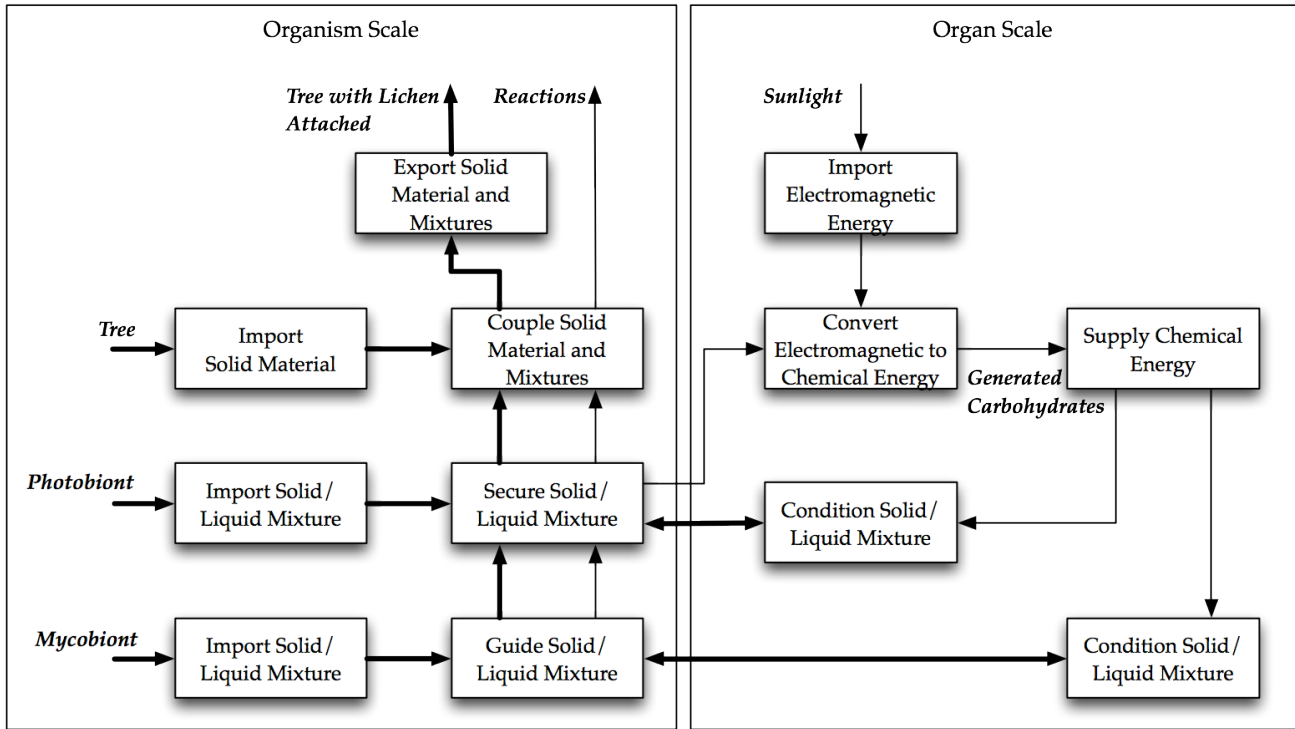 Organism Scale
Organ Scale
Tree with Lichen
Attached
Reactions
Sunlight
Export Solid
Material and
Mixtures
Import
Electromagnetic
Energy
Tree
Import
Solid Material
Couple Solid
Material and
Mixtures
Convert
Electromagnetic to
Chemical Energy
Supply Chemical
Energy
Generated
Carbohydrates
Photobiont
Import Solid/
Liquid Mixture
Secure Solid/
Liquid Mixture
Condition Solid/
Liquid Mixture
Mycobiont
Import Solid/
Liquid Mixture
Guide Solid/
Liquid Mixture
Condition Solid/
Liquid Mixture